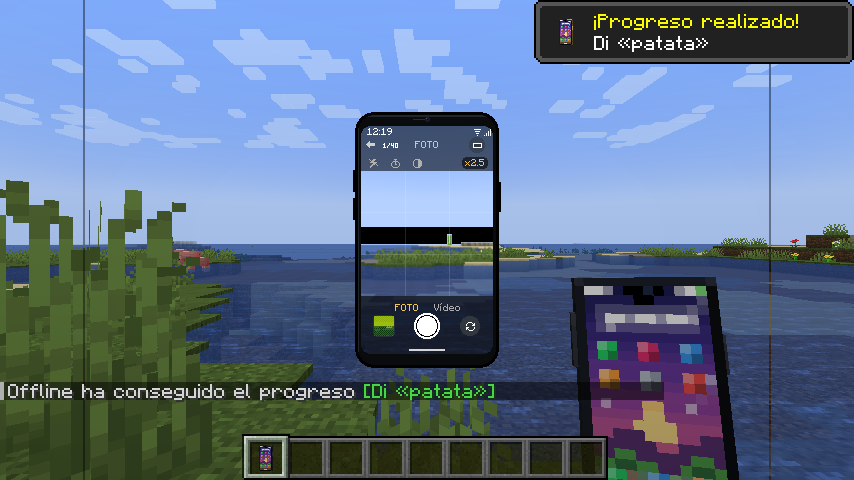 ¡Progreso realizado!
Di «patata»
12:19
1/40 FOTO
x2.5
FOTO Vídeo
Offline ha conseguido el progreso [Di «patata»]